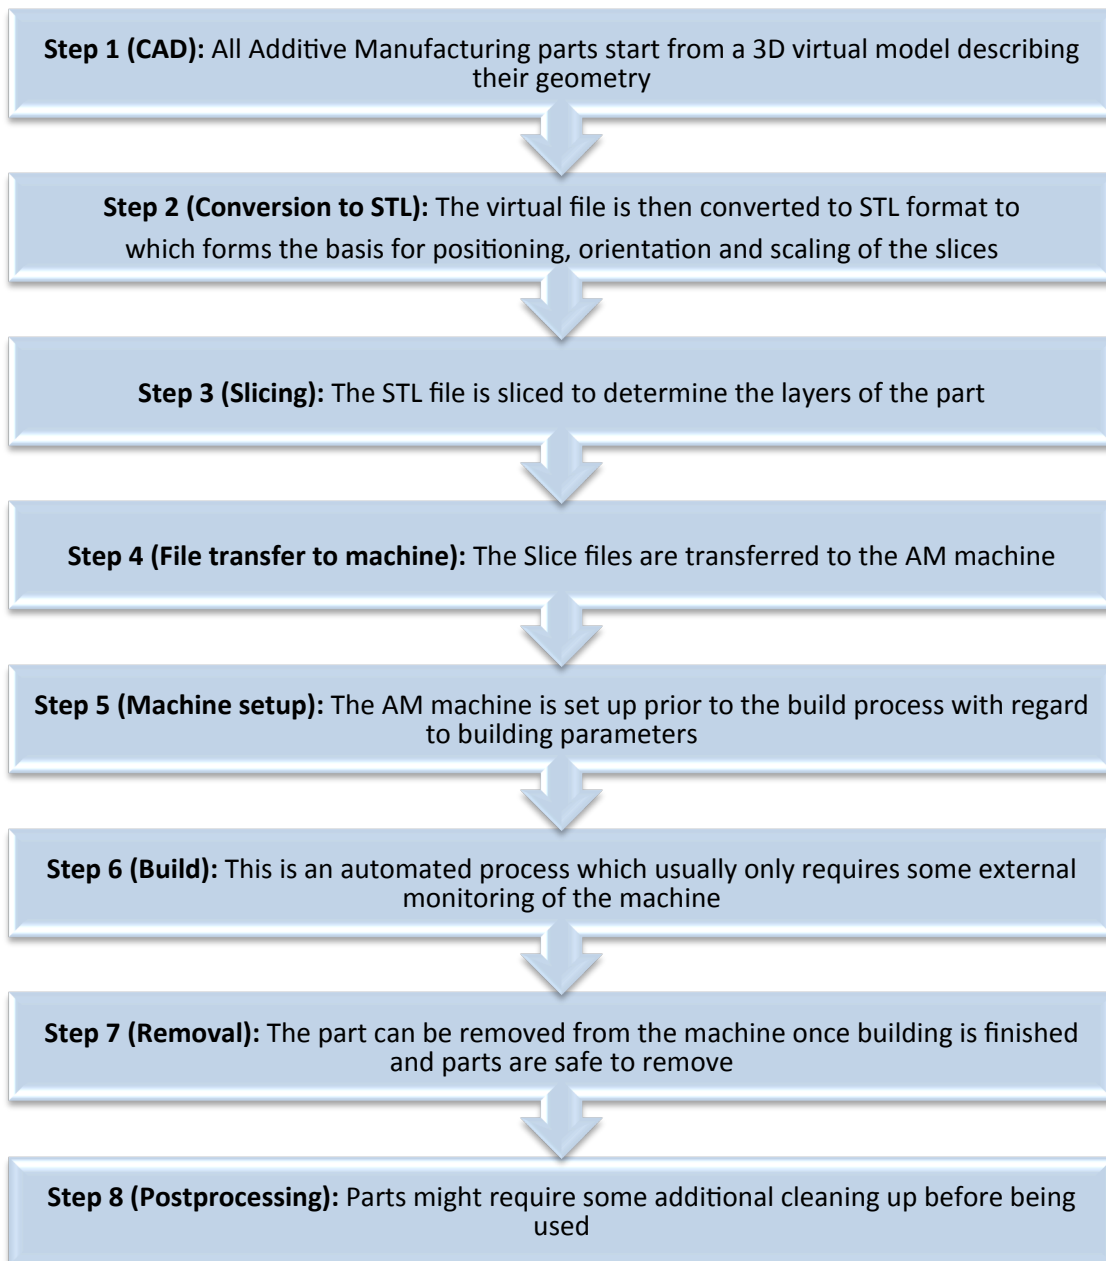 Step 1 (CAD): All Additive Manufacturing parts start from a 3D virtual model describing
their geometry
Step 2 (Conversion to STL): The virtual file is then converted to STL format to
which forms the basis for positioning, orientation and scaling of the slices
Step 3 (Slicing): The STL file is sliced to determine the layers of the part
Step 4 (File transfer to machine): The Slice files are transferred to the AM machine
Step 5 (Machine setup): The AM machine is set up prior to the build process with regard
to building parameters
Step 6 (Build): This is an automated process which usually only requires some external
monitoring of the machine
Step 7 (Removal): The part can be removed from the machine once building is finished
and parts are safe to remove
Step 8 (Postprocessing): Parts might require some additional cleaning up before being
used